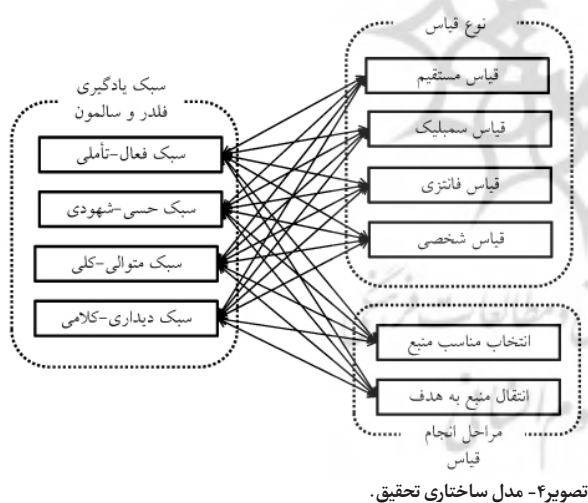 نوع قیاس
قیاس مستقیم
قیاس سمبلیک
قیاس فانتزی
قیاس شخصی
سبک یادگیری
فلدر و سالمون
سبک فعال-تأملی
سبک حسی-شهودی
سبک متوالی-کلی
سبک دیداری-کلامی
انتخاب مناسب منبع
انتقال منبع به هدف
مراحل انجام
قیاس
تصویر۴- مدل ساختاری تحقیق.